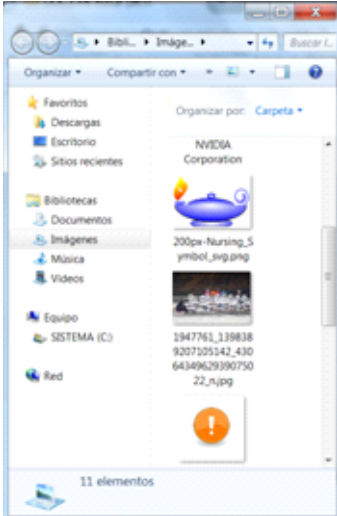 Bibli...
Imáge...
Buscar I...
Organizar
Compartir con
»
Favoritos
Descargas
Escritorio
Sitios recientes
Bibliotecas
Documentos
Imágenes
Música
Videos
Equipo
SISTEMA (C:)
Red
Organizar por: Carpeta
NVIDIA
Corporation
200px-Nursing_S
ymbol_svg.png
1947761_139838
9207105142_430
64349629390750
22_n.jpg
11 elementos